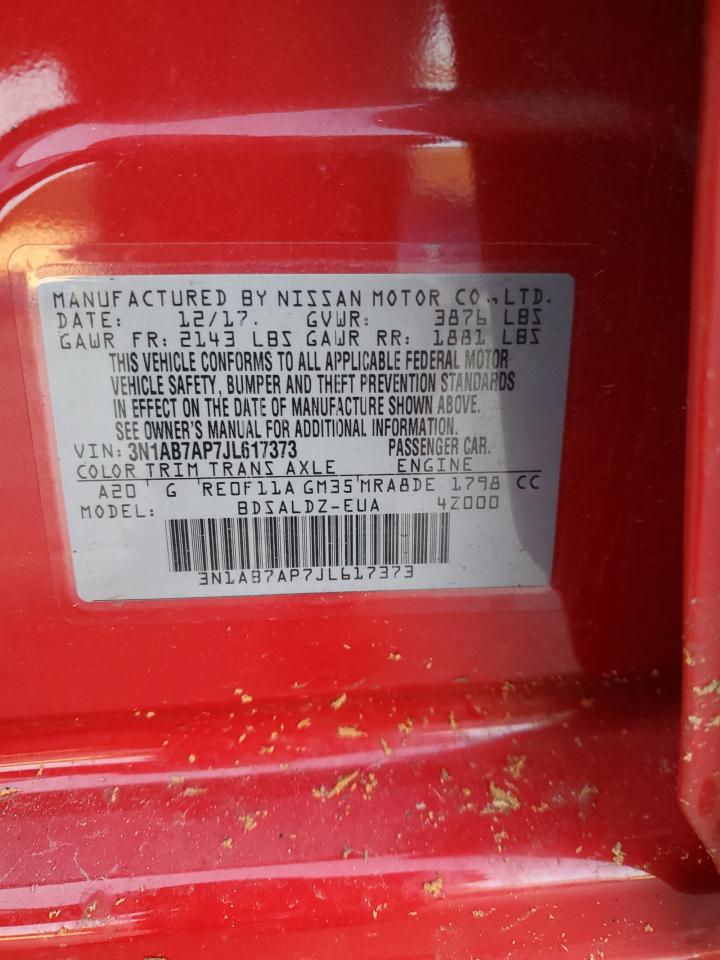 MANUFACTURED BY NISSAN MOTOR CO., LTD.
DATE: 12/17. GVWR: 3876 LBS
GAWR FR: 2143 LBS GAWR RR: 1881 LBS
THIS VEHICLE CONFORMS TO ALL APPLICABLE FEDERAL MOTOR
VEHICLE SAFETY, BUMPER AND THEFT PREVENTION STANDARDS
IN EFFECT ON THE DATE OF MANUFACTURE SHOWN ABOVE.
SEE OWNER'S MANUAL FOR ADDITIONAL INFORMATION.
VIN: 3N1AB7AP7JL617373 PASSENGER CAR.
COLOR TRIM TRANS AXLE ENGINE
A20 G RE0F11A GM35 MRA8DE 1798 CC
MODEL: BDSALDZ-EUA 4Z000
3N1AB7AP7JL617373